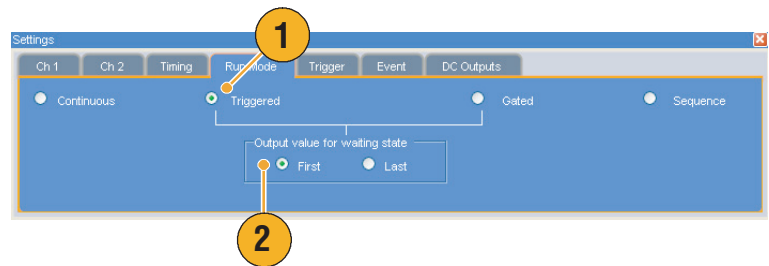 1
Settings
Ch 1 Ch 2 Timing Run Mode Trigger Event DC Outputs
Continuous Triggered Gated Sequence
Output value for waiting state
First Last
2